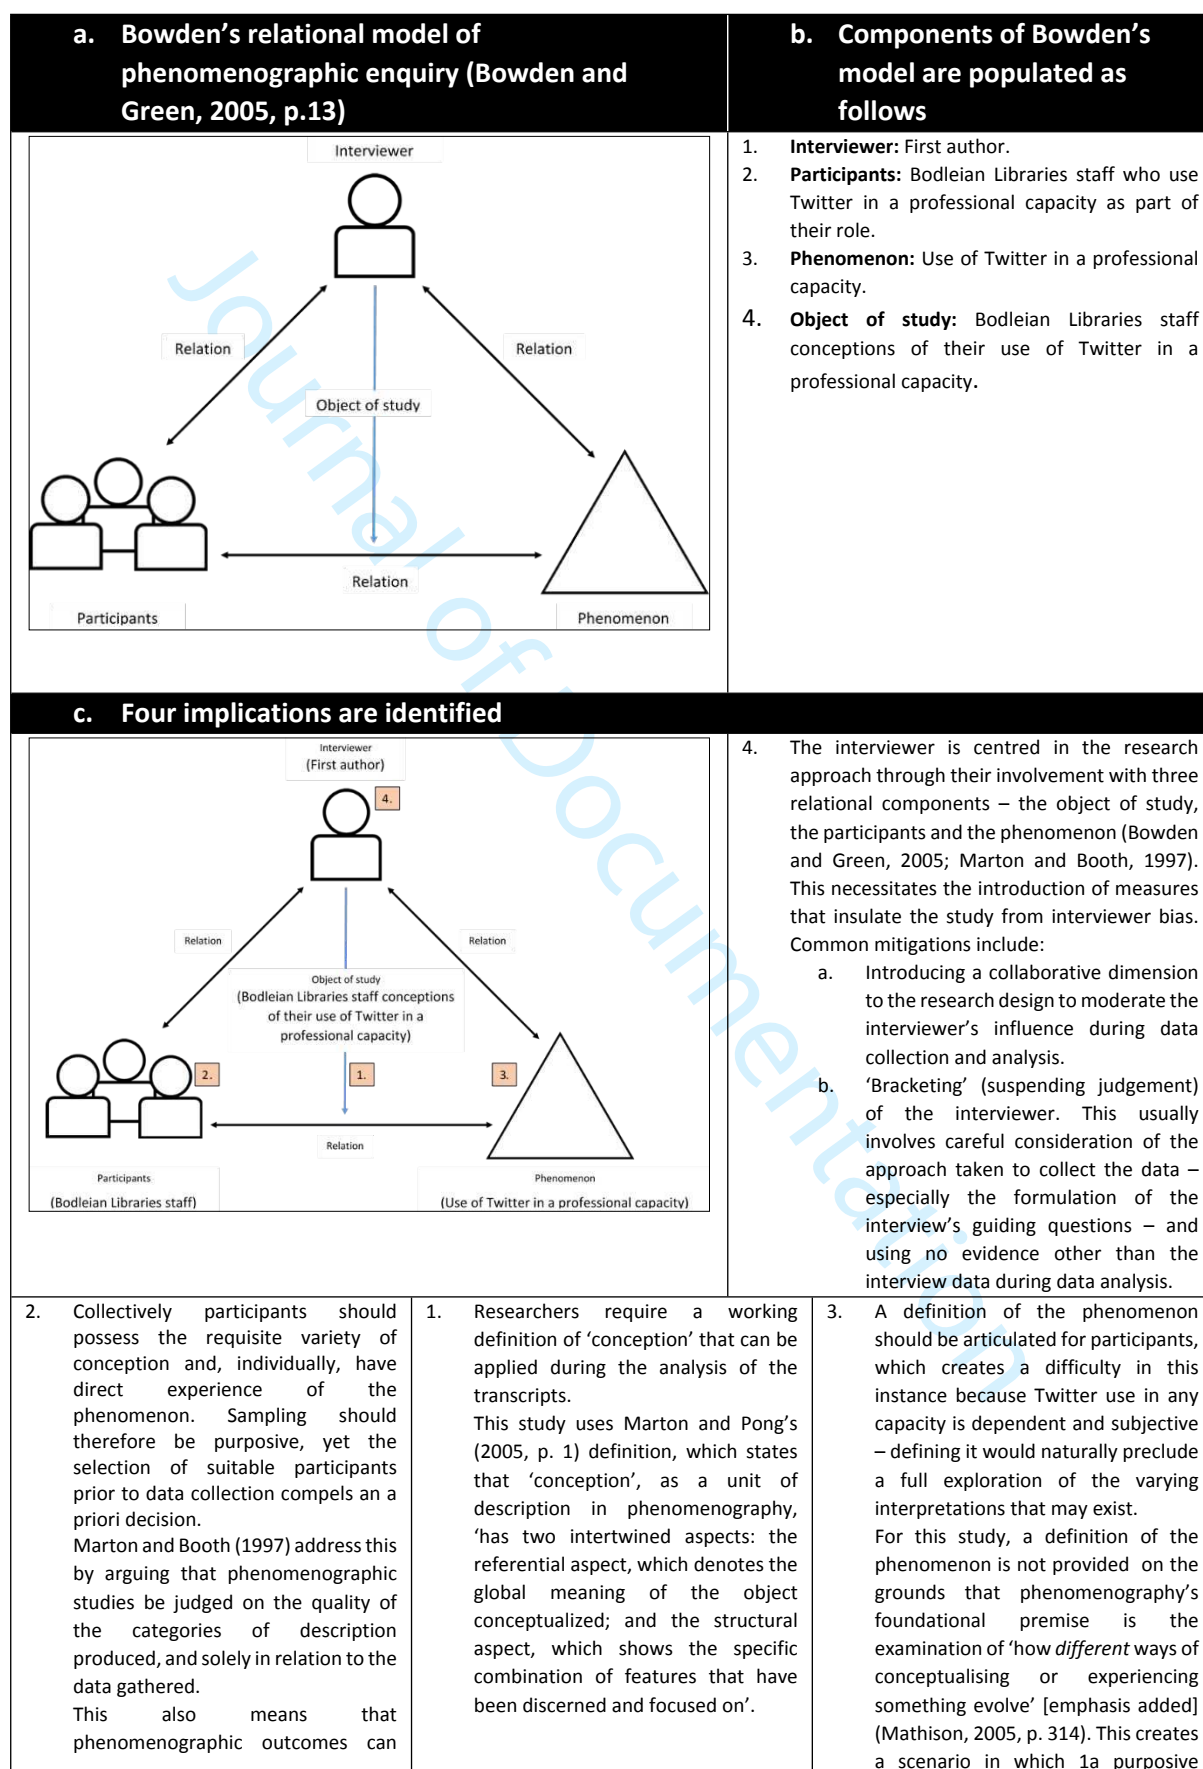 a. Bowden's relational model of
phenomenographic enquiry (Bowden and
Green, 2005, p.13)
b. Components of Bowden's
model are populated as
follows
Interviewer
Relation
Relation
Object of study
Relation
Participants
Phenomenon
1. Interviewer: First author.
2. Participants: Bodleian Libraries staff who use
Twitter in a professional capacity as part of
their role.
3. Phenomenon: Use of Twitter in a professional
capacity.
4. Object of study: Bodleian Libraries staff
conceptions of their use of Twitter in a
professional capacity.
c. Four implications are identified
Interviewer
(First author)
4.
Relation
Relation
Object of study
(Bodleian Libraries staff conceptions
of their use of Twitter in a
professional capacity)
2.
1.
3.
Relation
Participants
(Bodleian Libraries staff)
Phenomenon
(Use of Twitter in a professional capacity)
4. The interviewer is centred in the research
approach through their involvement with three
relational components – the object of study,
the participants and the phenomenon (Bowden
and Green, 2005; Marton and Booth, 1997).
This necessitates the introduction of measures
that insulate the study from interviewer bias.
Common mitigations include:
a. Introducing a collaborative dimension
to the research design to moderate the
interviewer's influence during data
collection and analysis.
b. 'Bracketing' (suspending judgement)
of the interviewer. This usually
involves careful consideration of the
approach taken to collect the data –
especially the formulation of the
interview's guiding questions – and
using no evidence other than the
interview data during data analysis.
2. Collectively participants should
possess the requisite variety of
conception and, individually, have
direct experience of the
phenomenon. Sampling should
therefore be purposive, yet the
selection of suitable participants
prior to data collection compels an a
priori decision.
Marton and Booth (1997) address this
by arguing that phenomenographic
studies be judged on the quality of
the categories of description
produced, and solely in relation to the
data gathered.
This also means that
phenomenographic outcomes can
1. Researchers require a working
definition of 'conception' that can be
applied during the analysis of the
transcripts.
This study uses Marton and Pong's
(2005, p. 1) definition, which states
that 'conception', as a unit of
description in phenomenography,
'has two intertwined aspects: the
referential aspect, which denotes the
global meaning of the object
conceptualized; and the structural
aspect, which shows the specific
combination of features that have
been discerned and focused on'.
3. A definition of the phenomenon
should be articulated for participants,
which creates a difficulty in this
instance because Twitter use in any
capacity is dependent and subjective
– defining it would naturally preclude
a full exploration of the varying
interpretations that may exist.
For this study, a definition of the
phenomenon is not provided on the
grounds that phenomenography's
foundational premise is the
examination of 'how different ways of
conceptualising or experiencing
something evolve' [emphasis added]
(Mathison, 2005, p. 314). This creates
a scenario in which 1a purposive
Journal of Documentation